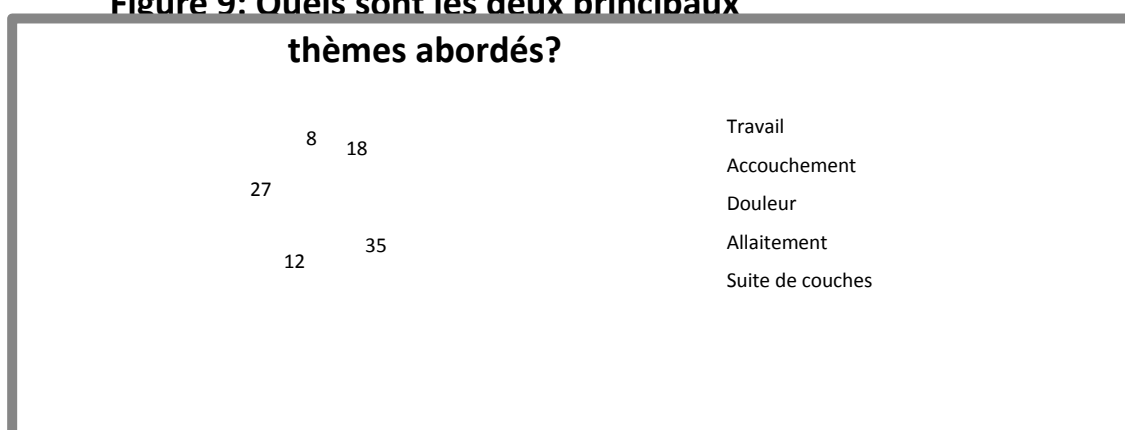 Figure 9: Quels sont les deux principaux
thèmes abordés?
8
18
27
35
12
Travail
Accouchement
Douleur
Allaitement
Suite de couches